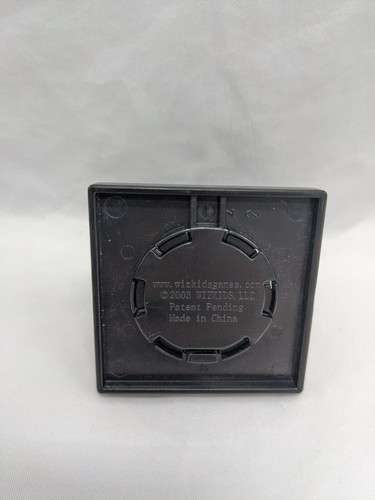 www.wizkidsgames.com
©2003 WIZKIDS, LLC
Patent Pending
Made in China